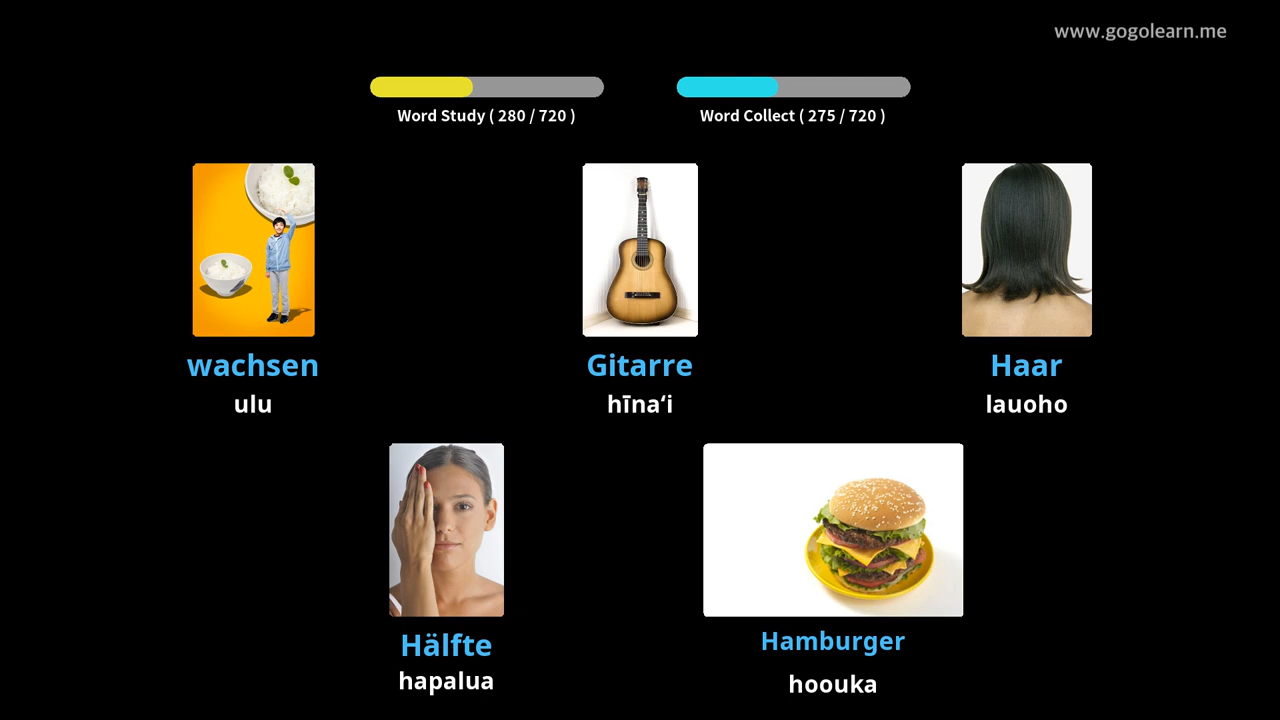 www.gogolearn.me
Word Study ( 280 / 720 )
Word Collect ( 275 / 720 )
wachsen
ulu
Gitarre
hīnaʻi
Haar
lauoho
Hälfte
hapalua
Hamburger
hoouka